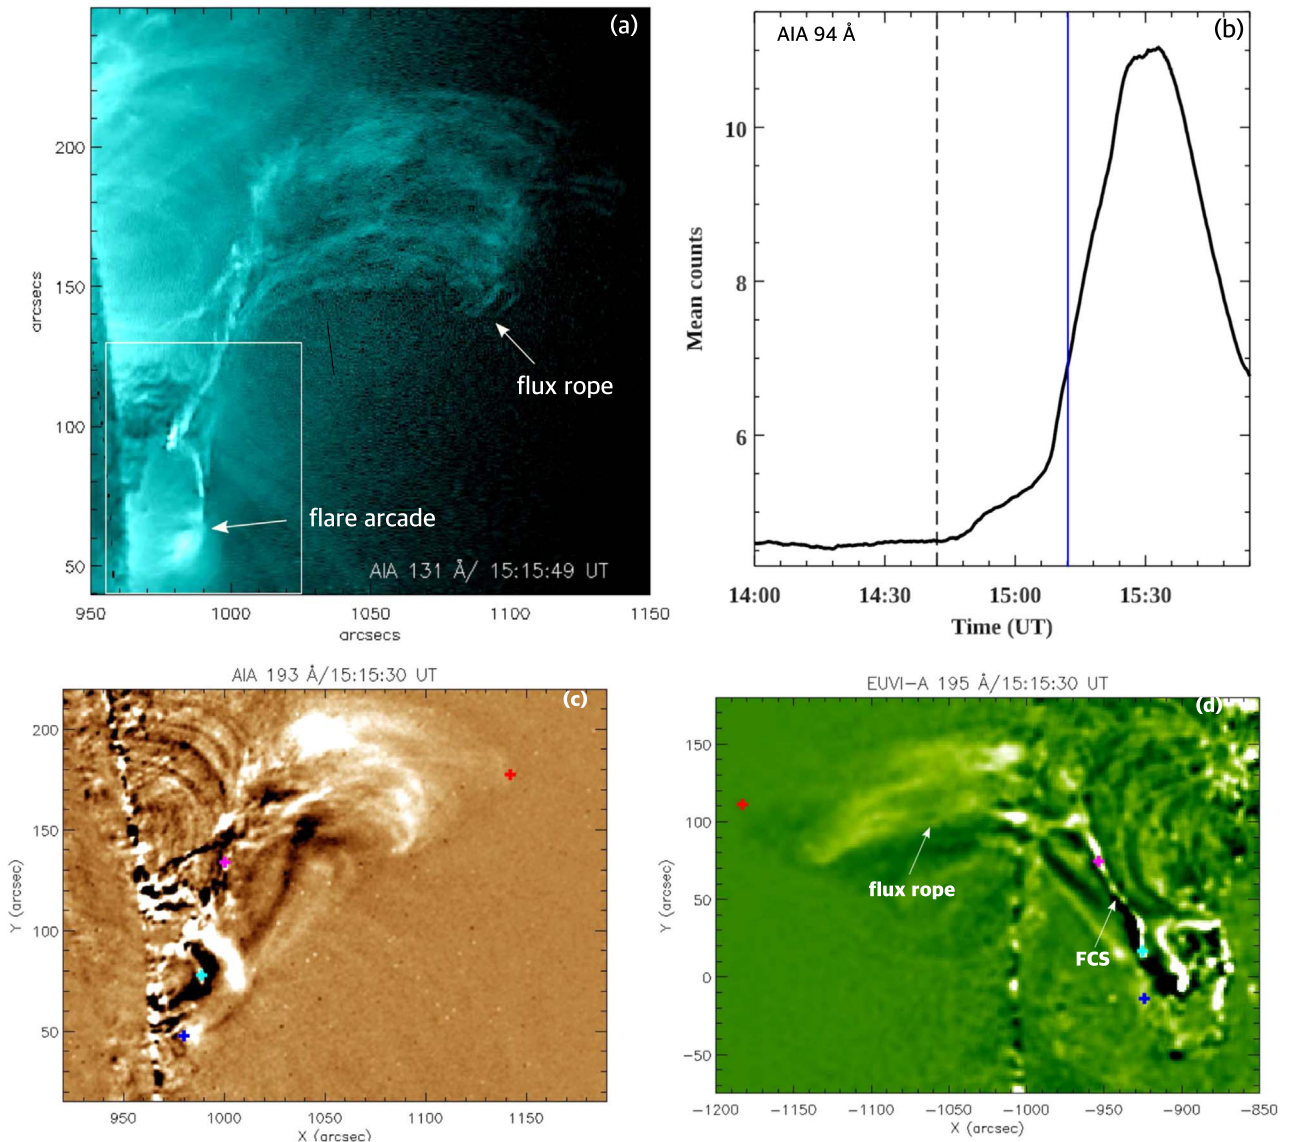 (a)
200
150
100
50
arcsecs
flux rope
flare arcade
AIA 131 Å/ 15:15:49 UT
950 1000 1050 1100 1150
arcsecs
AIA 94 Å
(b)
10
8
6
Mean counts
14:00 14:30 15:00 15:30
Time (UT)
AIA 193 Å/15:15:30 UT
(c)
200
150
100
50
Y (arcsec)
950 1000 1050 1100 1150
X (arcsec)
EUVI-A 195 Å/15:15:30 UT
(d)
150
100
50
0
-50
Y (arcsec)
flux rope
FCS
-1200 -1150 -1100 -1050 -1000 -950 -900 -850
X (arcsec)